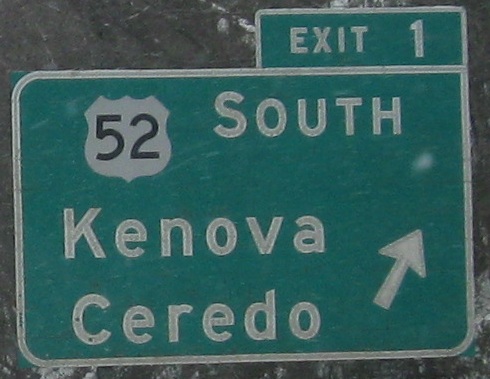 EXIT 1
52 SOUTH
Kenova
Ceredo